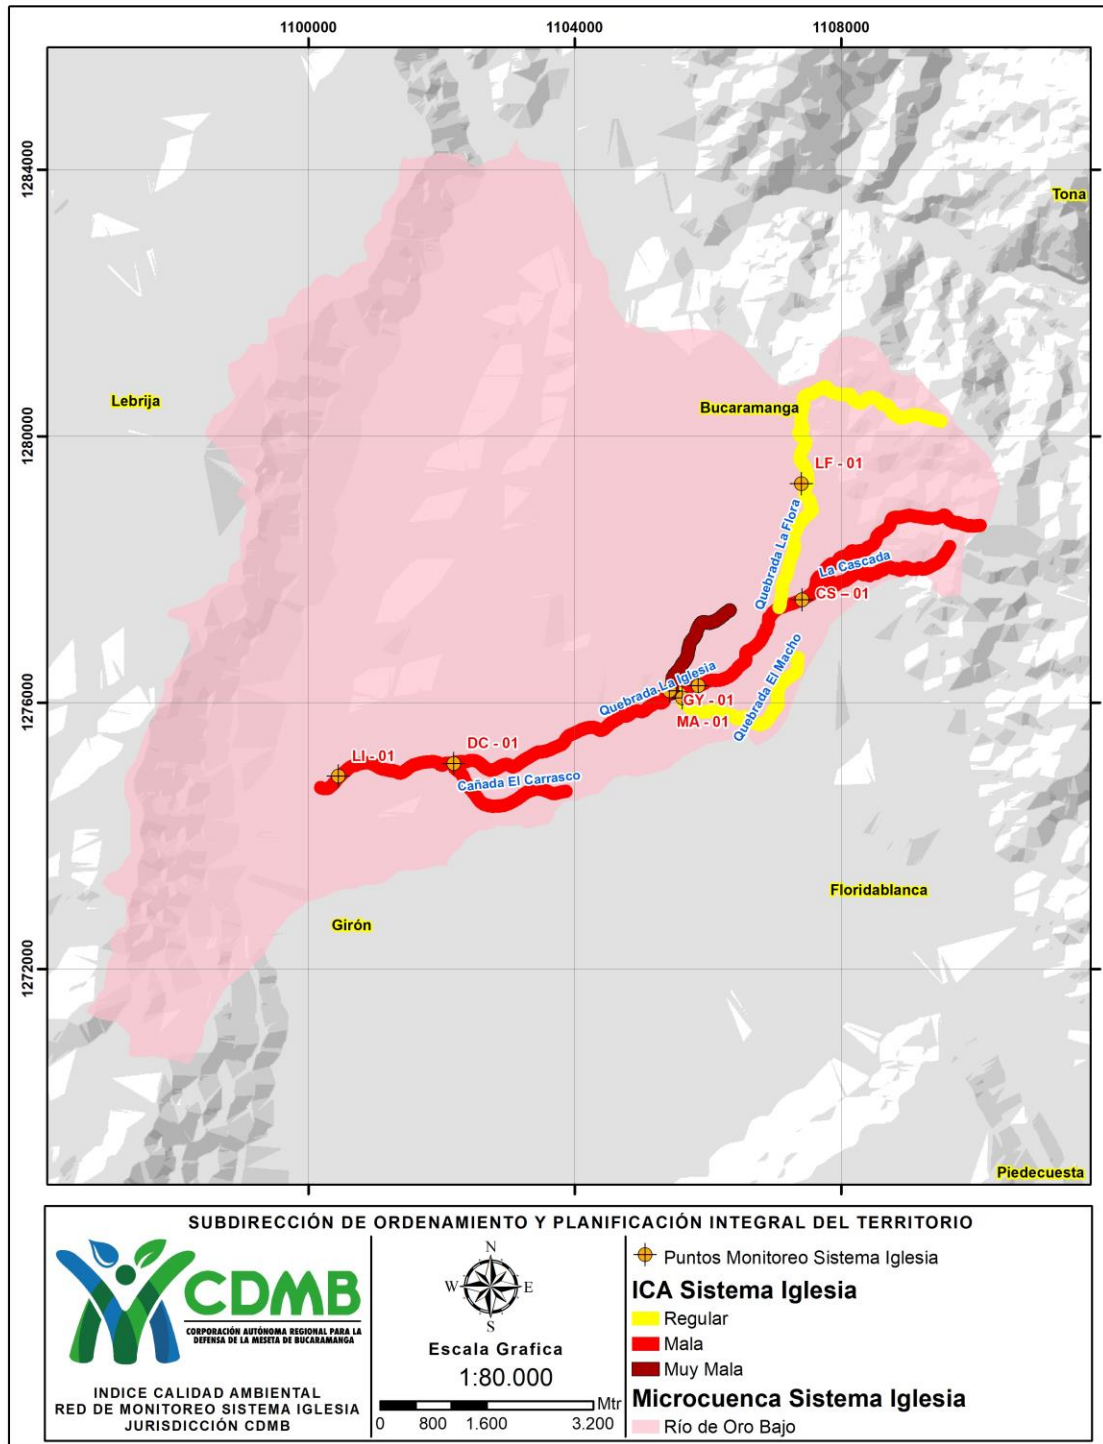 1100000 1104000 1108000
1284000
Tona
Lebrija
Bucaramanga
1280000
LF - 01
Quebrada La Flora
La Cascada
CS - 01
Quebrada La Iglesia
Quebrada El Macho
1276000
GY - 01
MA - 01
LI - 01
DC - 01
Cañada El Carrasco
Floridablanca
Girón
1272000
Piedecuesta
SUBDIRECCIÓN DE ORDENAMIENTO Y PLANIFICACIÓN INTEGRAL DEL TERRITORIO
CDMB
CORPORACIÓN AUTÓNOMA REGIONAL PARA LA
DEFENSA DE LA MESETA DE BUCARAMANGA
INDICE CALIDAD AMBIENTAL
RED DE MONITOREO SISTEMA IGLESIA
JURISDICCIÓN CDMB
N
W E
S
Escala Grafica
1:80.000
Mtr
0 800 1.600 3.200
Puntos Monitoreo Sistema Iglesia
ICA Sistema Iglesia
Regular
Mala
Muy Mala
Microcuenca Sistema Iglesia
Río de Oro Bajo